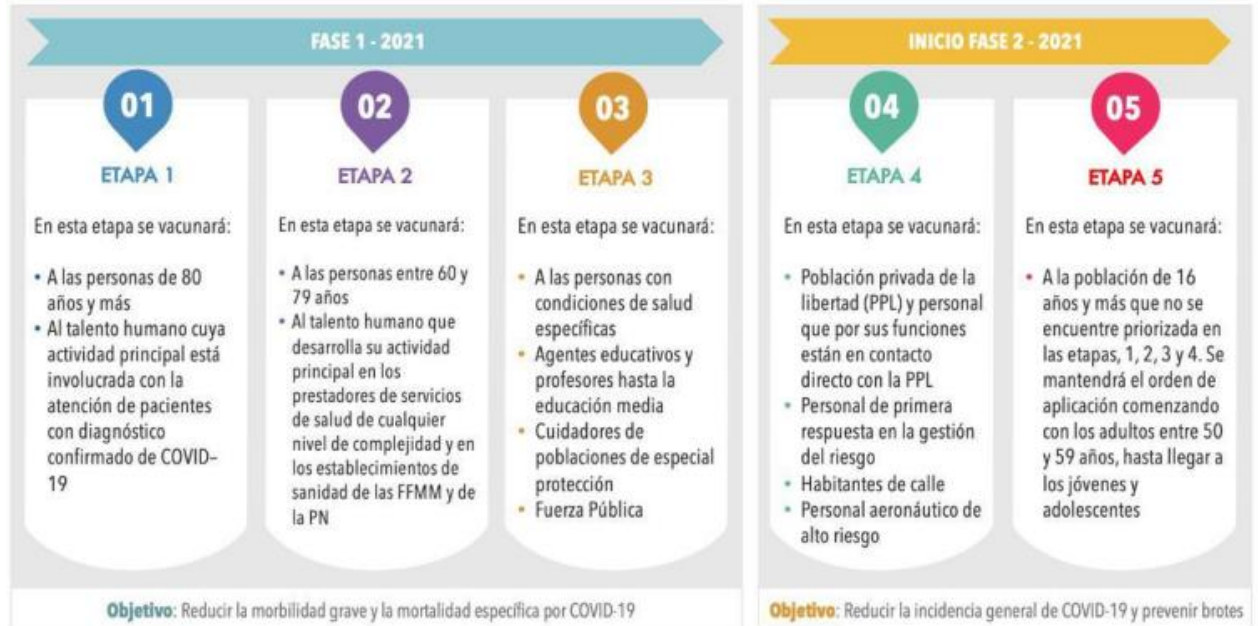 FASE 1 - 2021
01
ETAPA 1
En esta etapa se vacunará:
• A las personas de 80
años y más
• Al talento humano cuya
actividad principal está
involucrada con la
atención de pacientes
con diagnóstico
confirmado de COVID–
19
02
ETAPA 2
En esta etapa se vacunará:
• A las personas entre 60 y
79 años
• Al talento humano que
desarrolla su actividad
principal en los
prestadores de servicios
de salud de cualquier
nivel de complejidad y en
los establecimientos de
sanidad de las FFMM y de
la PN
03
ETAPA 3
En esta etapa se vacunará:
• A las personas con
condiciones de salud
específicas
• Agentes educativos y
profesores hasta la
educación media
• Cuidadores de
poblaciones de especial
protección
• Fuerza Pública
Objetivo: Reducir la morbilidad grave y la mortalidad específica por COVID-19
INICIO FASE 2 - 2021
04
ETAPA 4
En esta etapa se vacunará:
• Población privada de la
libertad (PPL) y personal
que por sus funciones
están en contacto
directo con la PPL
• Personal de primera
respuesta en la gestión
del riesgo
• Habitantes de calle
• Personal aeronáutico de
alto riesgo
05
ETAPA 5
En esta etapa se vacunará:
• A la población de 16
años y más que no se
encuentre priorizada en
las etapas, 1, 2, 3 y 4. Se
mantendrá el orden de
aplicación comenzando
con los adultos entre 50
y 59 años, hasta llegar a
los jóvenes y
adolescentes
Objetivo: Reducir la incidencia general de COVID-19 y prevenir brotes